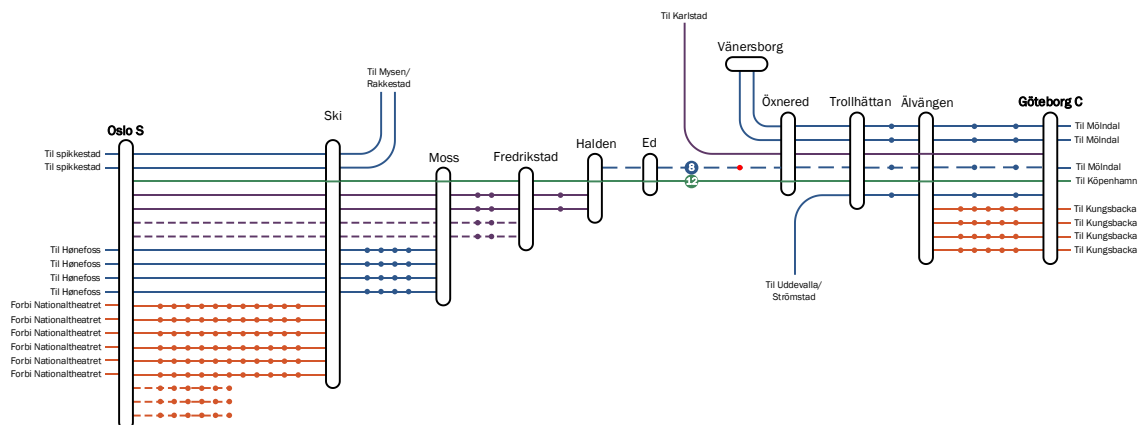 Til Karlstad
Vänersborg
Til Mysen/
Rakkestad
Öxnered
Trollhättan
Älvängen
Göteborg C
Ski
Oslo S
Moss
Fredrikstad
Halden
Ed
Til Mölndal
Til Mölndal
Til spikkestad
Til spikkestad
8
Til Mölndal
12
Til Köpenhamn
Til Kungsbacka
Til Kungsbacka
Til Kungsbacka
Til Kungsbacka
Til Hønefoss
Til Hønefoss
Til Hønefoss
Til Hønefoss
Til Uddevalla/
Strömstad
Forbi Nationaltheatret
Forbi Nationaltheatret
Forbi Nationaltheatret
Forbi Nationaltheatret
Forbi Nationaltheatret
Forbi Nationaltheatret